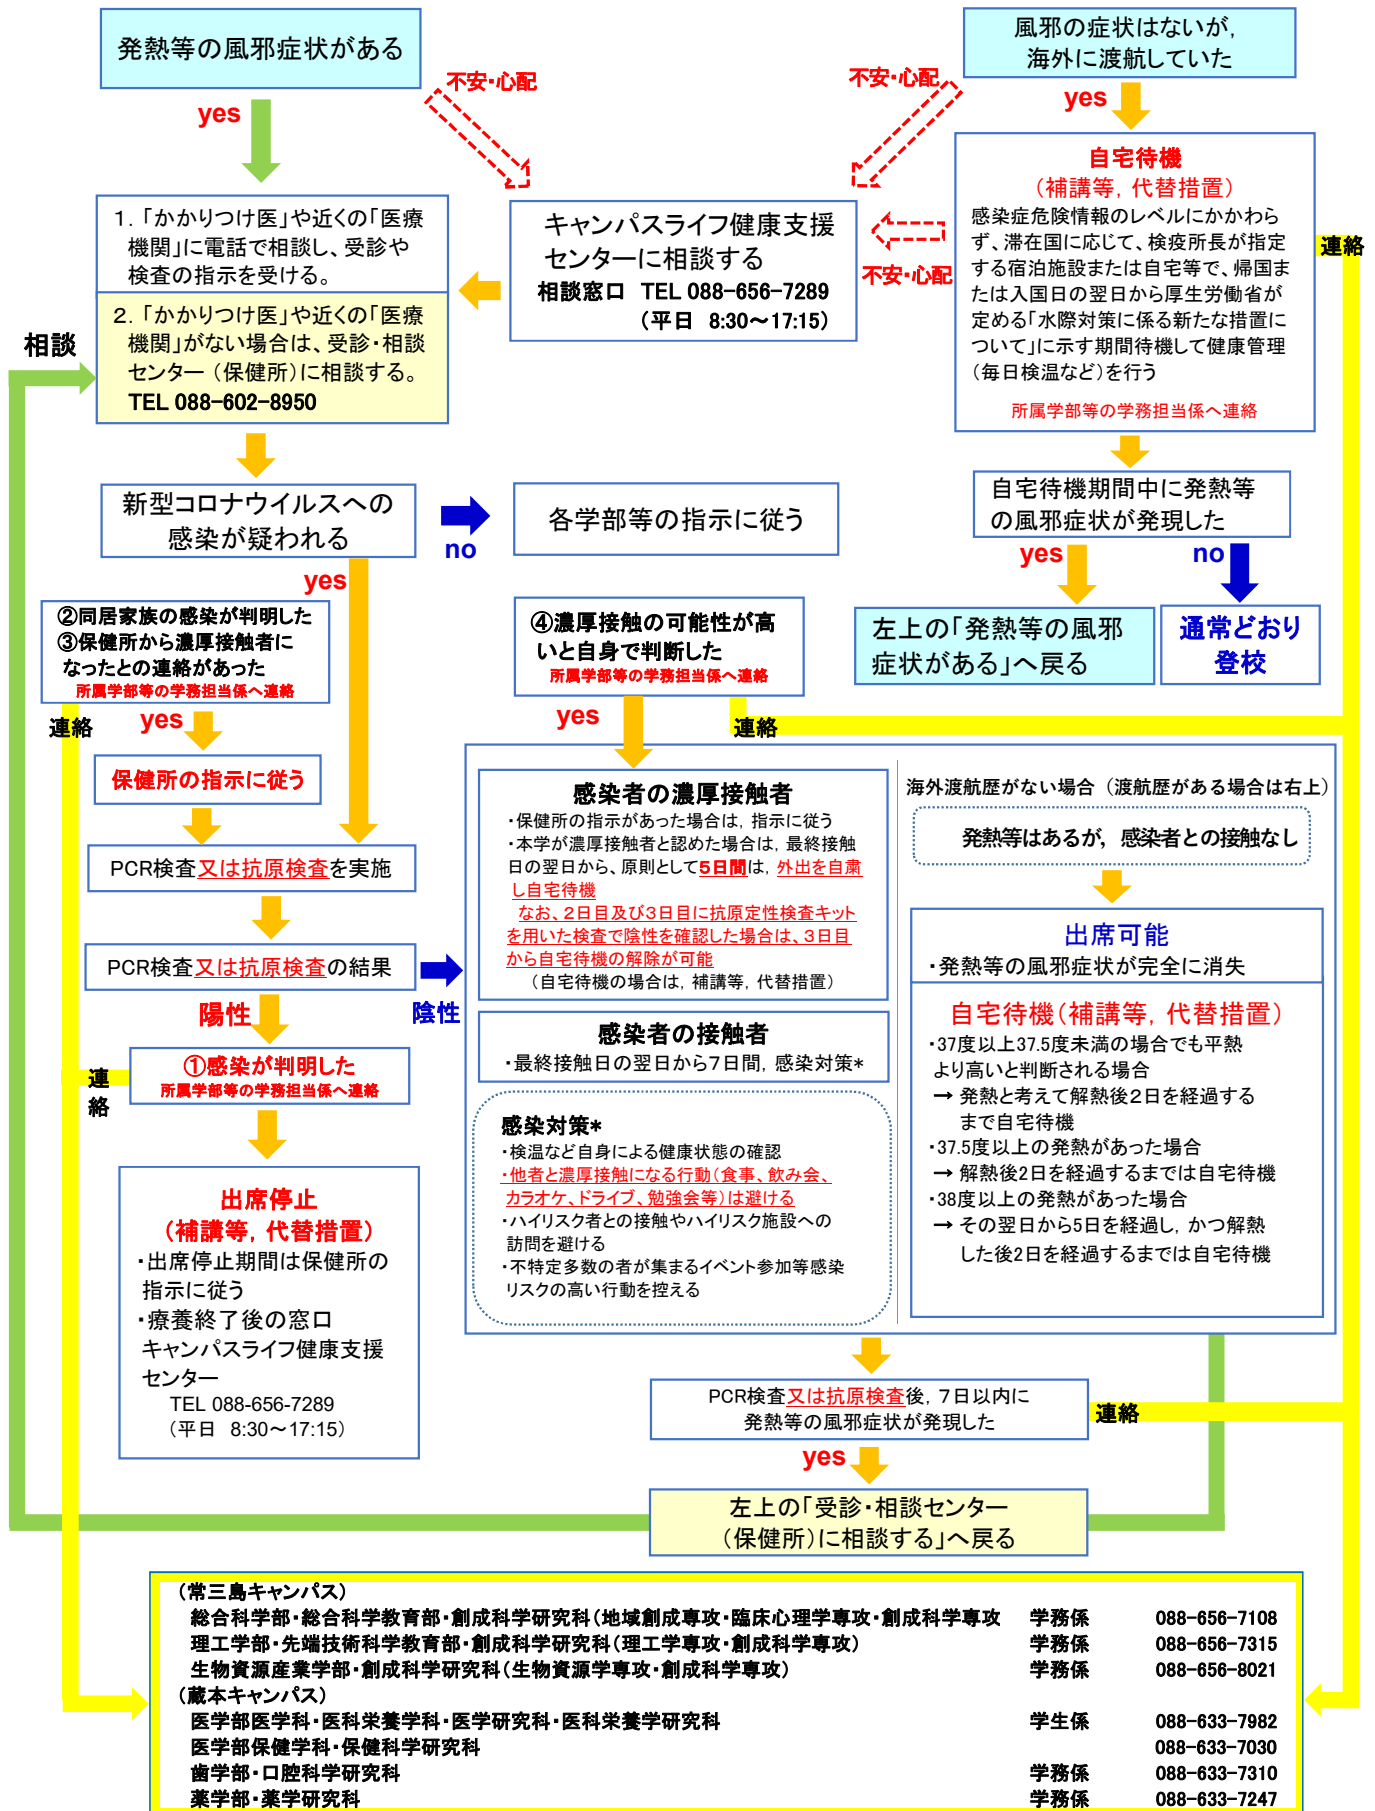 発熱等の風邪症状がある
風邪の症状はないが，
海外に渡航していた
不安・心配
不安・心配
yes
yes
自宅待機
（補講等，代替措置）
感染症危険情報のレベルにかかわら
ず、滞在国に応じて、検疫所長が指定
する宿泊施設または自宅等で、帰国ま
たは入国日の翌日から厚生労働省が
定める「水際対策に係る新たな措置に
ついて」に示す期間待機して健康管理
（毎日検温など）を行う
所属学部等の学務担当係へ連絡
連絡
1．「かかりつけ医」や近くの「医療
機関」に電話で相談し、受診や
検査の指示を受ける。
2．「かかりつけ医」や近くの「医療
機関」がない場合は、受診・相談
センター（保健所）に相談する。
TEL 088-602-8950
キャンパスライフ健康支援
センターに相談する
相談窓口　TEL 088-656-7289
（平日　8:30～17:15）
不安・心配
相談
新型コロナウイルスへの
感染が疑われる
no
各学部等の指示に従う
自宅待機期間中に発熱等
の風邪症状が発現した
yes
no
yes
②同居家族の感染が判明した
③保健所から濃厚接触者に
なったとの連絡があった
所属学部等の学務担当係へ連絡
④濃厚接触の可能性が高
いと自身で判断した
所属学部等の学務担当係へ連絡
左上の「発熱等の風邪
症状がある」へ戻る
通常どおり
登校
連絡
yes
yes
連絡
保健所の指示に従う
PCR検査又は抗原検査を実施
PCR検査又は抗原検査の結果
陽性
陰性
①感染が判明した
所属学部等の学務担当係へ連絡
連
絡
出席停止
（補講等，代替措置）
・出席停止期間は保健所の
指示に従う
・療養終了後の窓口
キャンパスライフ健康支援
センター
TEL 088-656-7289
（平日　8:30～17:15）
感染者の濃厚接触者
・保健所の指示があった場合は，指示に従う
・本学が濃厚接触者と認めた場合は，最終接触
日の翌日から、原則として５日間は，外出を自粛
し自宅待機
なお、２日目及び３日目に抗原定性検査キット
を用いた検査で陰性を確認した場合は、３日目
から自宅待機の解除が可能
（自宅待機の場合は，補講等，代替措置）
感染者の接触者
・最終接触日の翌日から７日間，感染対策*
感染対策*
・検温など自身による健康状態の確認
・他者と濃厚接触になる行動（食事、飲み会、
カラオケ、ドライブ、勉強会等）は避ける
・ハイリスク者との接触やハイリスク施設への
訪問を避ける
・不特定多数の者が集まるイベント参加等感染
リスクの高い行動を控える
海外渡航歴がない場合（渡航歴がある場合は右上）
発熱等はあるが，感染者との接触なし
出席可能
・発熱等の風邪症状が完全に消失
自宅待機（補講等，代替措置）
・37度以上37.5度未満の場合でも平熱
より高いと判断される場合
→ 発熱と考えて解熱後２日を経過する
まで自宅待機
・37.5度以上の発熱があった場合
→ 解熱後2日を経過するまでは自宅待機
・38度以上の発熱があった場合
→ その翌日から5日を経過し，かつ解熱
した後2日を経過するまでは自宅待機
PCR検査又は抗原検査後，７日以内に
発熱等の風邪症状が発現した
連絡
yes
左上の「受診・相談センター
（保健所）に相談する」へ戻る
（常三島キャンパス）
総合科学部・総合科学教育部・創成科学研究科（地域創成専攻・臨床心理学専攻・創成科学専攻　学務係　088-656-7108
理工学部・先端技術科学教育部・創成科学研究科（理工学専攻・創成科学専攻）　学務係　088-656-7315
生物資源産業学部・創成科学研究科（生物資源学専攻・創成科学専攻）　学務係　088-656-8021
（蔵本キャンパス）
医学部医学科・医科栄養学科・医学研究科・医科栄養学研究科　学生係　088-633-7982
医学部保健学科・保健科学研究科　088-633-7030
歯学部・口腔科学研究科　学務係　088-633-7310
薬学部・薬学研究科　学務係　088-633-7247